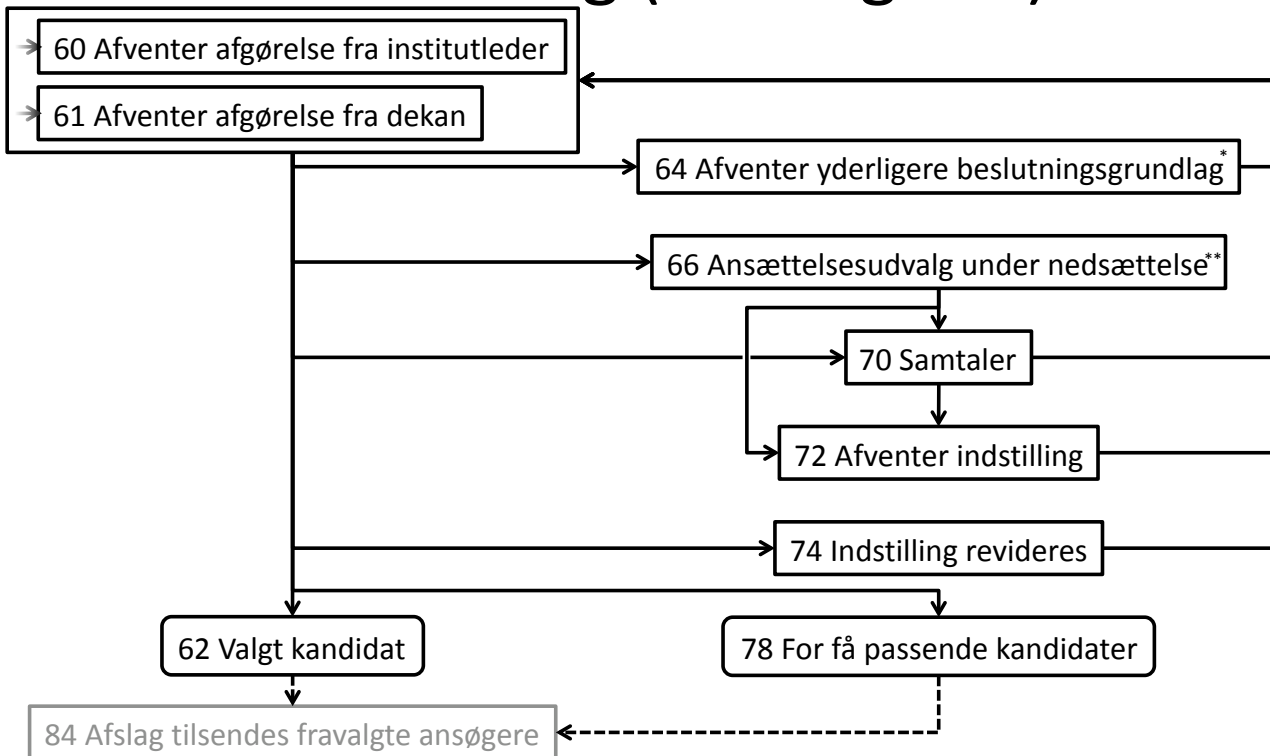 60 Afventer afgørelse fra institutleder
61 Afventer afgørelse fra dekan
64 Afventer yderligere beslutningsgrundlag*
66 Ansættelsesudvalg under nedsættelse**
70 Samtaler
72 Afventer indstilling
74 Indstilling revideres
62 Valgt kandidat
78 For få passende kandidater
84 Afslag tilsendes fravalgte ansøgere